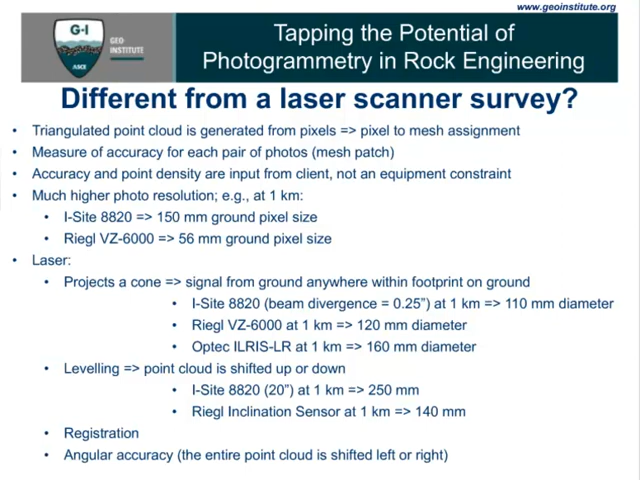 www.geoinstitute.org
G-I
GEO
INSTITUTE
ASCE
Tapping the Potential of
Photogrammetry in Rock Engineering
Different from a laser scanner survey?
• Triangulated point cloud is generated from pixels => pixel to mesh assignment
• Measure of accuracy for each pair of photos (mesh patch)
• Accuracy and point density are input from client, not an equipment constraint
• Much higher photo resolution; e.g., at 1 km:
• I-Site 8820 => 150 mm ground pixel size
• Riegl VZ-6000 => 56 mm ground pixel size
• Laser:
• Projects a cone => signal from ground anywhere within footprint on ground
• I-Site 8820 (beam divergence = 0.25”) at 1 km => 110 mm diameter
• Riegl VZ-6000 at 1 km => 120 mm diameter
• Optec ILRIS-LR at 1 km => 160 mm diameter
• Levelling => point cloud is shifted up or down
• I-Site 8820 (20”) at 1 km => 250 mm
• Riegl Inclination Sensor at 1 km => 140 mm
• Registration
• Angular accuracy (the entire point cloud is shifted left or right)